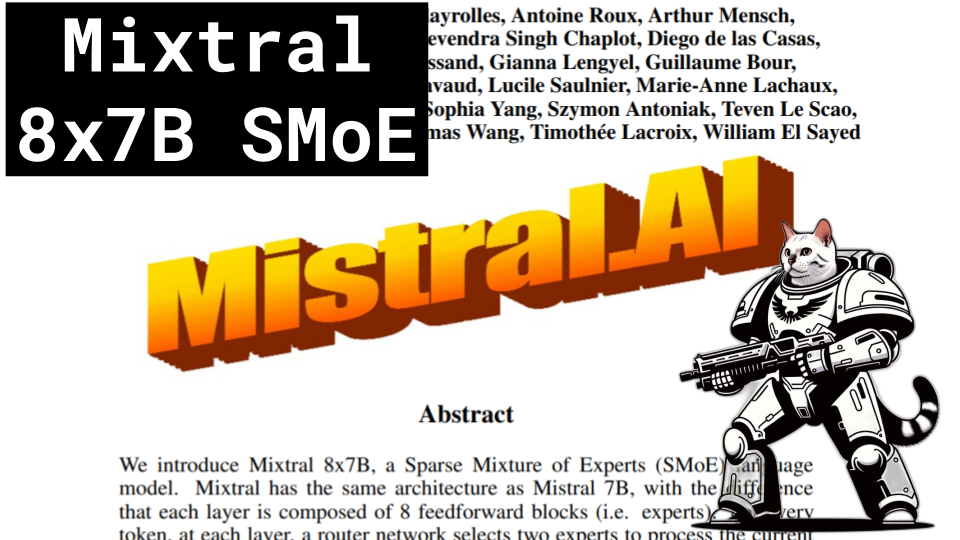 Mixtral
8x7B SMoE
ayrolles, Antoine Roux, Arthur Mensch,
evendra Singh Chaplot, Diego de las Casas,
ssand, Gianna Lengyel, Guillaume Bour,
avaud, Lucile Saulnier, Marie-Anne Lachaux,
Sophia Yang, Szymon Antoniak, Teven Le Scao,
mas Wang, Timothée Lacroix, William El Sayed
Mistral.AI
Abstract
We introduce Mixtral 8x7B, a Sparse Mixture of Experts (SMoE) language
model. Mixtral has the same architecture as Mistral 7B, with the difference
that each layer is composed of 8 feedforward blocks (i.e. experts). very
token, at each layer, a router network selects two experts to process the current